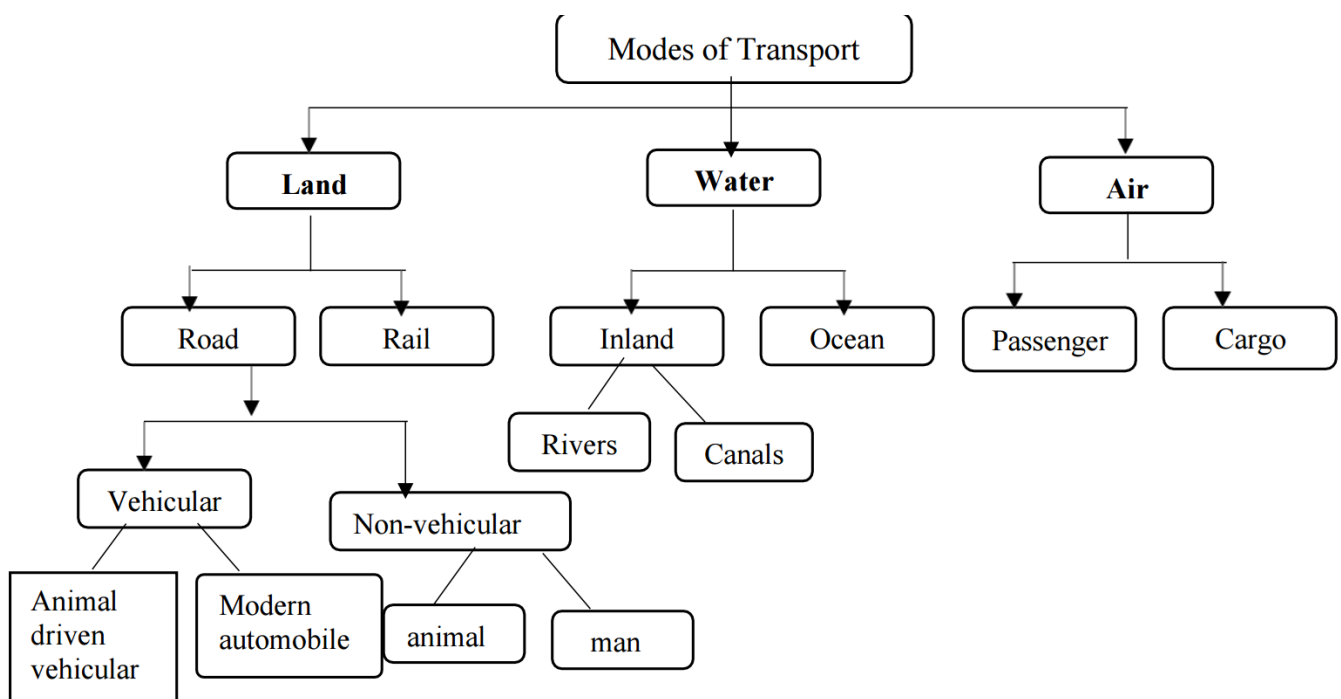 Modes of Transport
Land
Water
Air
Road
Rail
Inland
Ocean
Passenger
Cargo
Rivers
Canals
Vehicular
Non-vehicular
Animal
driven
vehicular
Modern
automobile
animal
man